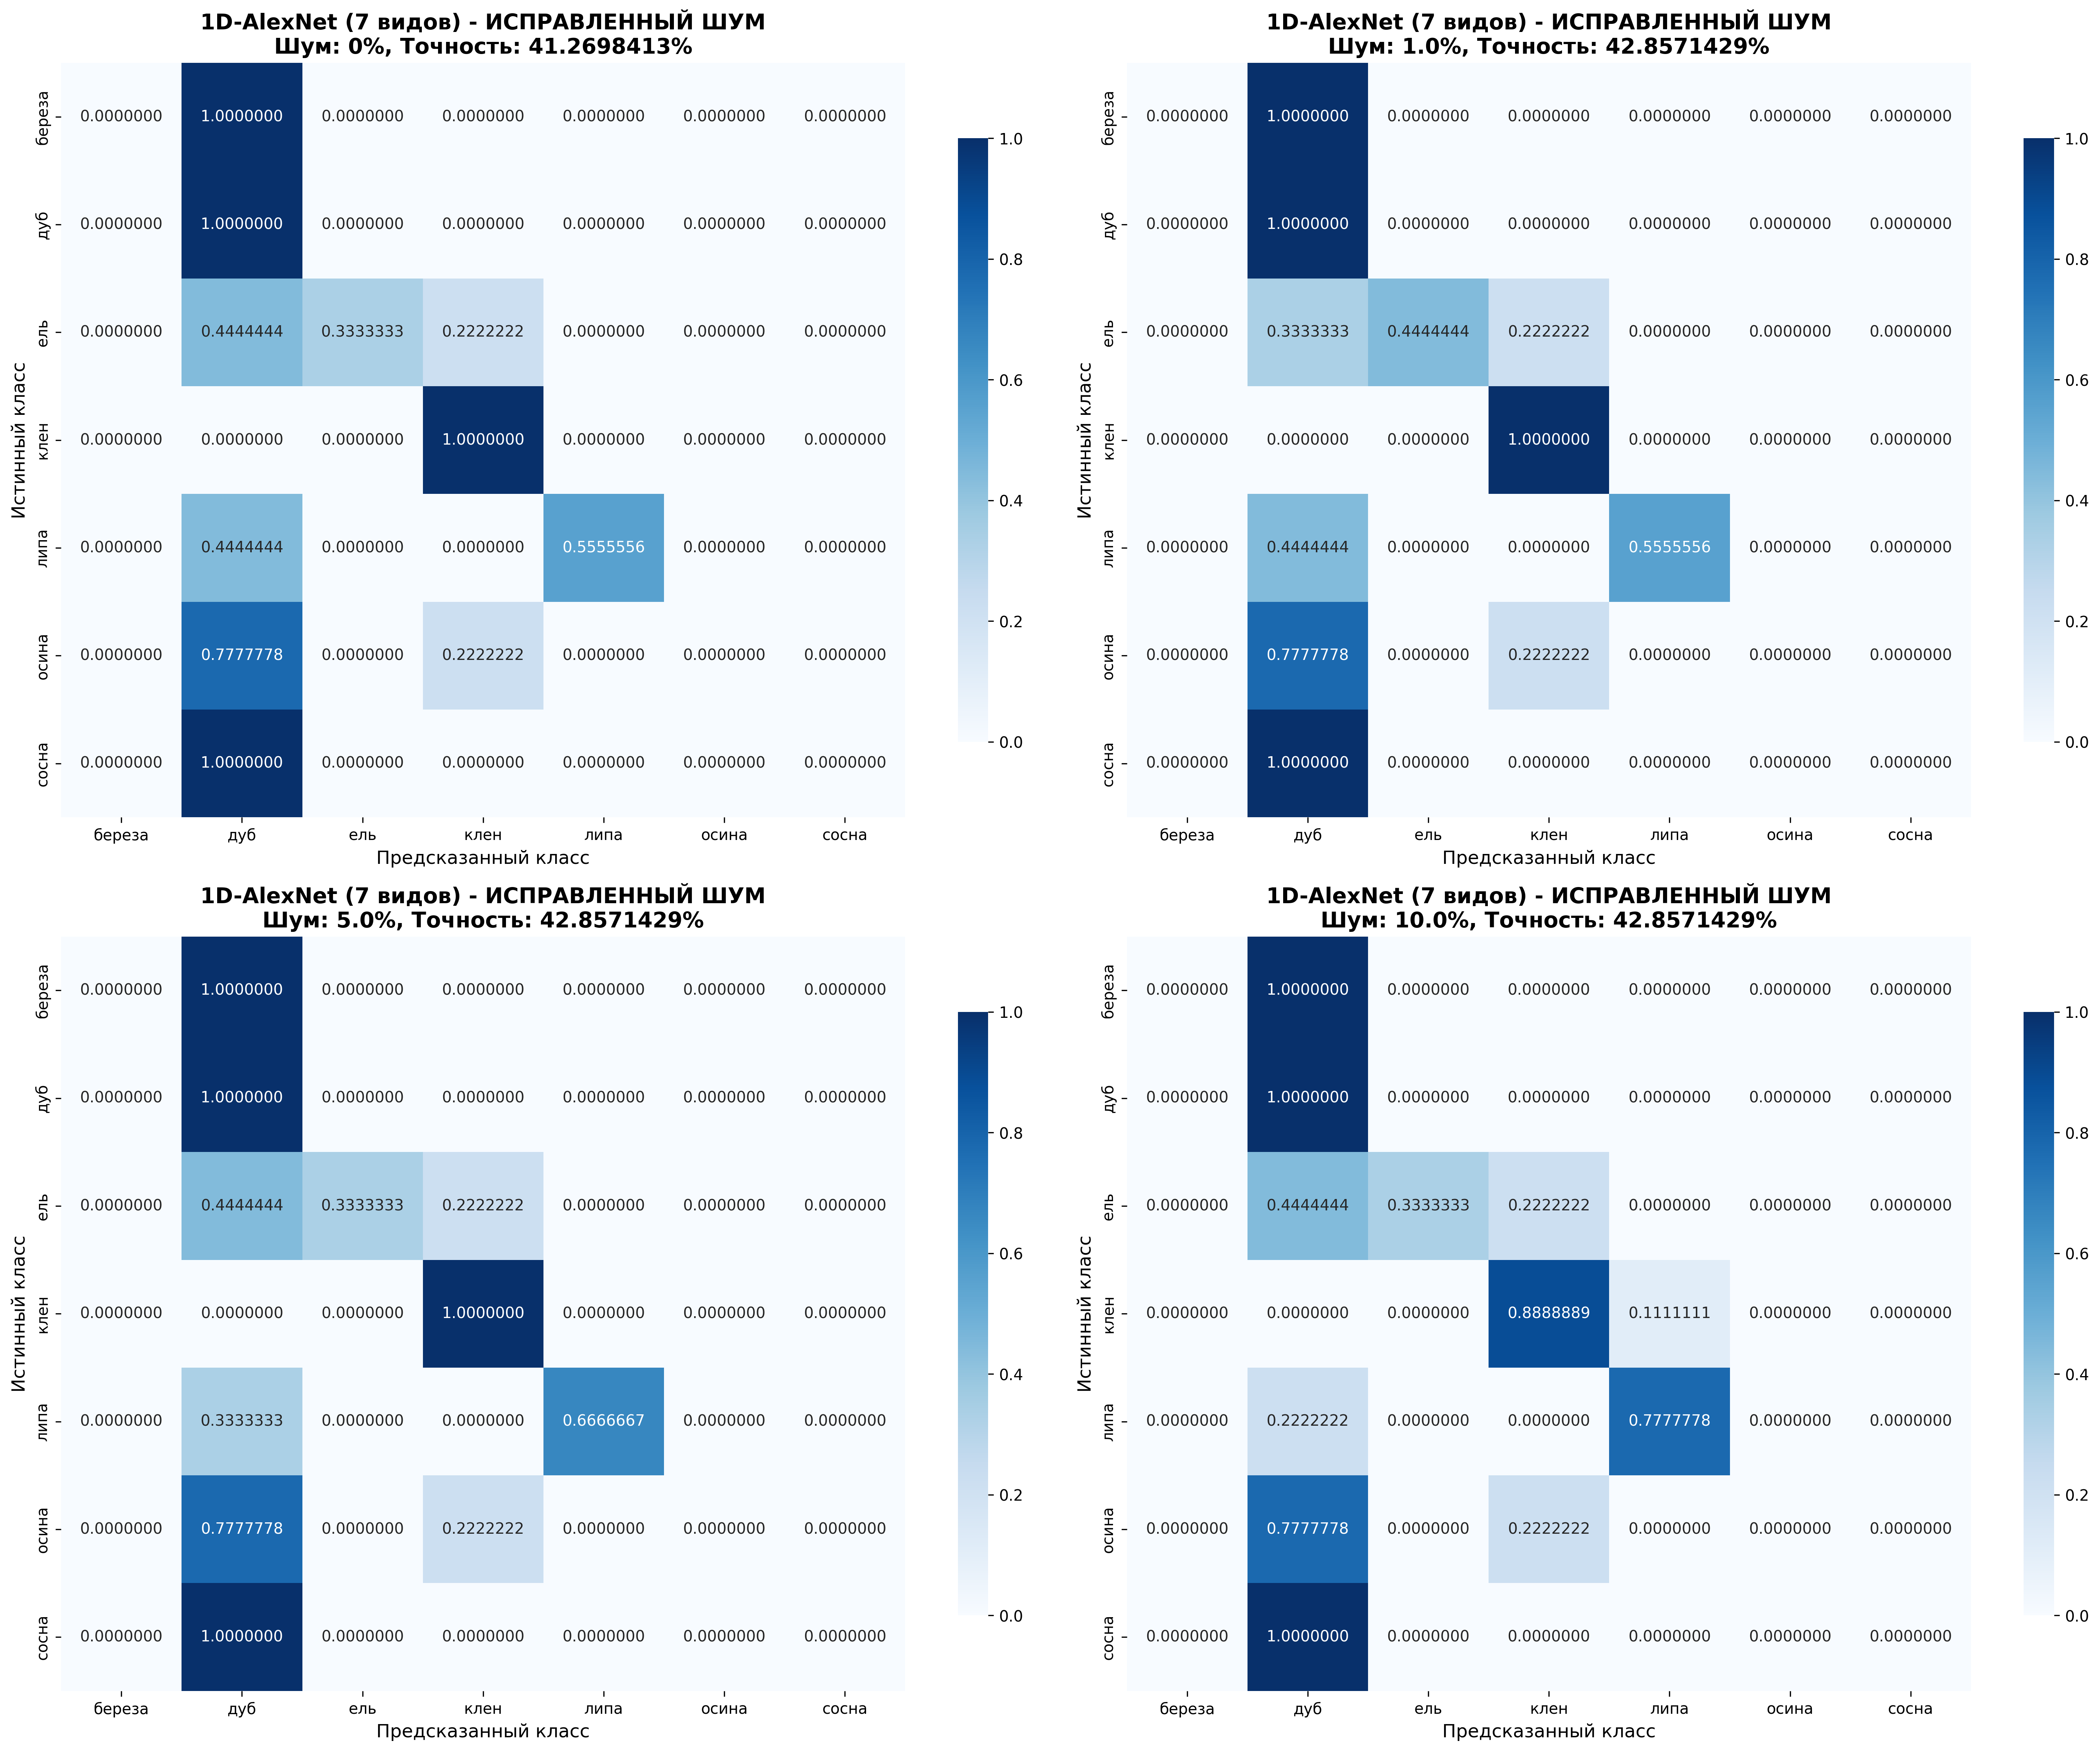 1D-AlexNet (7 видов) - ИСПРАВЛЕННЫЙ ШУМ
Шум: 0%, Точность: 41.2698413%
Истинный класс
береза 0.0000000 1.0000000 0.0000000 0.0000000 0.0000000 0.0000000 0.0000000
дуб 0.0000000 1.0000000 0.0000000 0.0000000 0.0000000 0.0000000 0.0000000
ель 0.0000000 0.4444444 0.3333333 0.2222222 0.0000000 0.0000000 0.0000000
клен 0.0000000 0.0000000 0.0000000 1.0000000 0.0000000 0.0000000 0.0000000
липа 0.0000000 0.4444444 0.0000000 0.0000000 0.5555556 0.0000000 0.0000000
осина 0.0000000 0.7777778 0.0000000 0.2222222 0.0000000 0.0000000 0.0000000
сосна 0.0000000 1.0000000 0.0000000 0.0000000 0.0000000 0.0000000 0.0000000
береза дуб ель клен липа осина сосна
Предсказанный класс
1.0
0.8
0.6
0.4
0.2
0.0
1D-AlexNet (7 видов) - ИСПРАВЛЕННЫЙ ШУМ
Шум: 1.0%, Точность: 42.8571429%
Истинный класс
береза 0.0000000 1.0000000 0.0000000 0.0000000 0.0000000 0.0000000 0.0000000
дуб 0.0000000 1.0000000 0.0000000 0.0000000 0.0000000 0.0000000 0.0000000
ель 0.0000000 0.3333333 0.4444444 0.2222222 0.0000000 0.0000000 0.0000000
клен 0.0000000 0.0000000 0.0000000 1.0000000 0.0000000 0.0000000 0.0000000
липа 0.0000000 0.4444444 0.0000000 0.0000000 0.5555556 0.0000000 0.0000000
осина 0.0000000 0.7777778 0.0000000 0.2222222 0.0000000 0.0000000 0.0000000
сосна 0.0000000 1.0000000 0.0000000 0.0000000 0.0000000 0.0000000 0.0000000
береза дуб ель клен липа осина сосна
Предсказанный класс
1.0
0.8
0.6
0.4
0.2
0.0
1D-AlexNet (7 видов) - ИСПРАВЛЕННЫЙ ШУМ
Шум: 5.0%, Точность: 42.8571429%
Истинный класс
береза 0.0000000 1.0000000 0.0000000 0.0000000 0.0000000 0.0000000 0.0000000
дуб 0.0000000 1.0000000 0.0000000 0.0000000 0.0000000 0.0000000 0.0000000
ель 0.0000000 0.4444444 0.3333333 0.2222222 0.0000000 0.0000000 0.0000000
клен 0.0000000 0.0000000 0.0000000 1.0000000 0.0000000 0.0000000 0.0000000
липа 0.0000000 0.3333333 0.0000000 0.0000000 0.6666667 0.0000000 0.0000000
осина 0.0000000 0.7777778 0.0000000 0.2222222 0.0000000 0.0000000 0.0000000
сосна 0.0000000 1.0000000 0.0000000 0.0000000 0.0000000 0.0000000 0.0000000
береза дуб ель клен липа осина сосна
Предсказанный класс
1.0
0.8
0.6
0.4
0.2
0.0
1D-AlexNet (7 видов) - ИСПРАВЛЕННЫЙ ШУМ
Шум: 10.0%, Точность: 42.8571429%
Истинный класс
береза 0.0000000 1.0000000 0.0000000 0.0000000 0.0000000 0.0000000 0.0000000
дуб 0.0000000 1.0000000 0.0000000 0.0000000 0.0000000 0.0000000 0.0000000
ель 0.0000000 0.4444444 0.3333333 0.2222222 0.0000000 0.0000000 0.0000000
клен 0.0000000 0.0000000 0.0000000 0.8888889 0.1111111 0.0000000 0.0000000
липа 0.0000000 0.2222222 0.0000000 0.0000000 0.7777778 0.0000000 0.0000000
осина 0.0000000 0.7777778 0.0000000 0.2222222 0.0000000 0.0000000 0.0000000
сосна 0.0000000 1.0000000 0.0000000 0.0000000 0.0000000 0.0000000 0.0000000
береза дуб ель клен липа осина сосна
Предсказанный класс
1.0
0.8
0.6
0.4
0.2
0.0